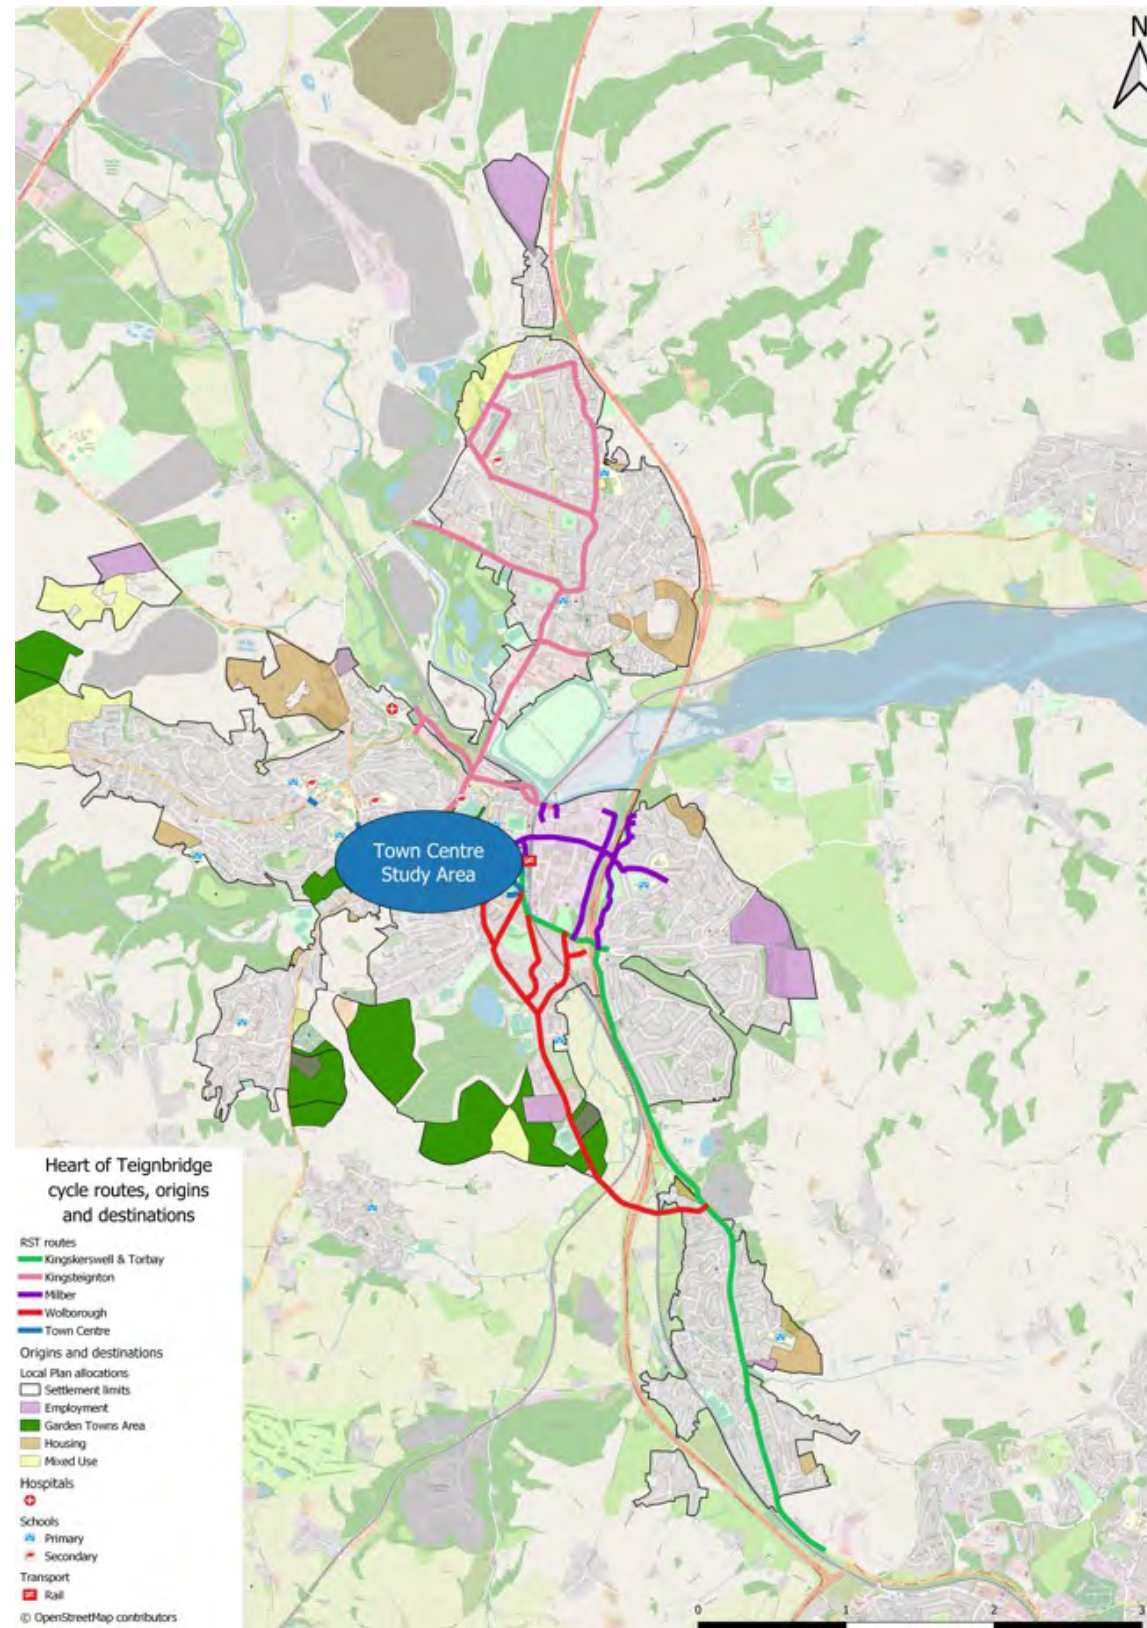 N
Town Centre
Study Area
Heart of Teignbridge
cycle routes, origins
and destinations
RST routes
Kingskerswell & Torbay
Kingsteignton
Milber
Wolborough
Town Centre
Origins and destinations
Local Plan allocations
Settlement limits
Employment
Garden Towns Area
Housing
Mixed Use
Hospitals
Schools
Primary
Secondary
Transport
Rail
© OpenStreetMap contributors
0 1 2 3